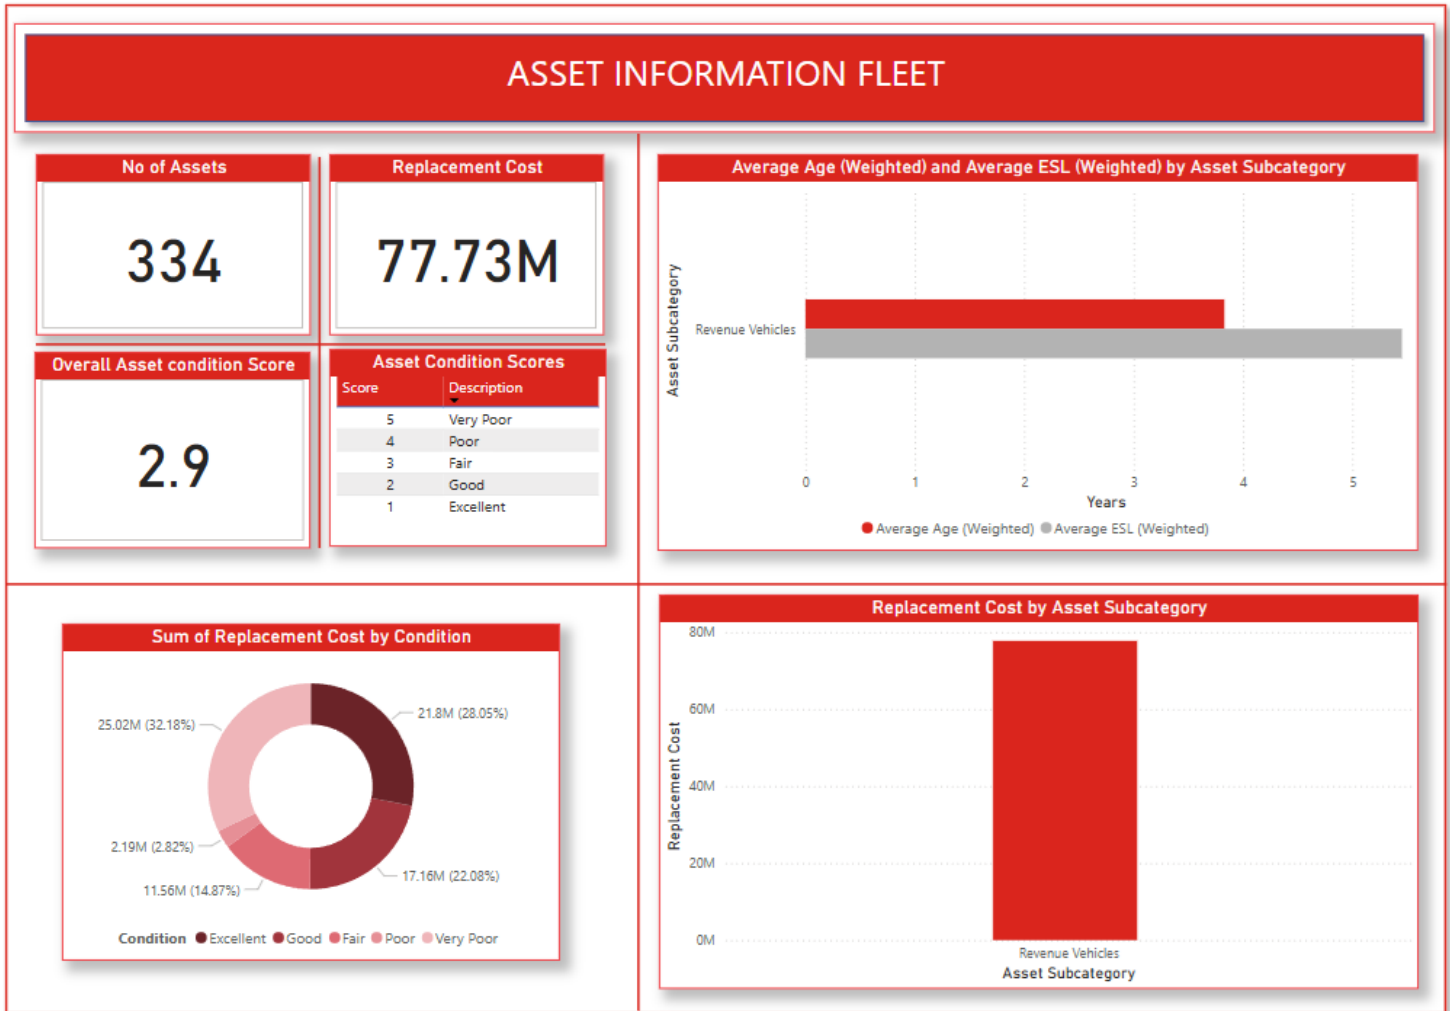 ASSET INFORMATION FLEET
No of Assets
334
Replacement Cost
77.73M
Overall Asset condition Score
2.9
Asset Condition Scores
Score Description
5 Very Poor
4 Poor
3 Fair
2 Good
1 Excellent
Average Age (Weighted) and Average ESL (Weighted) by Asset Subcategory
Asset Subcategory
Revenue Vehicles
0 1 2 3 4 5
Years
Average Age (Weighted) Average ESL (Weighted)
Sum of Replacement Cost by Condition
21.8M (28.05%)
25.02M (32.18%)
2.19M (2.82%)
11.56M (14.87%)
17.16M (22.08%)
Condition Excellent Good Fair Poor Very Poor
Replacement Cost by Asset Subcategory
Replacement Cost
80M
60M
40M
20M
0M
Revenue Vehicles
Asset Subcategory